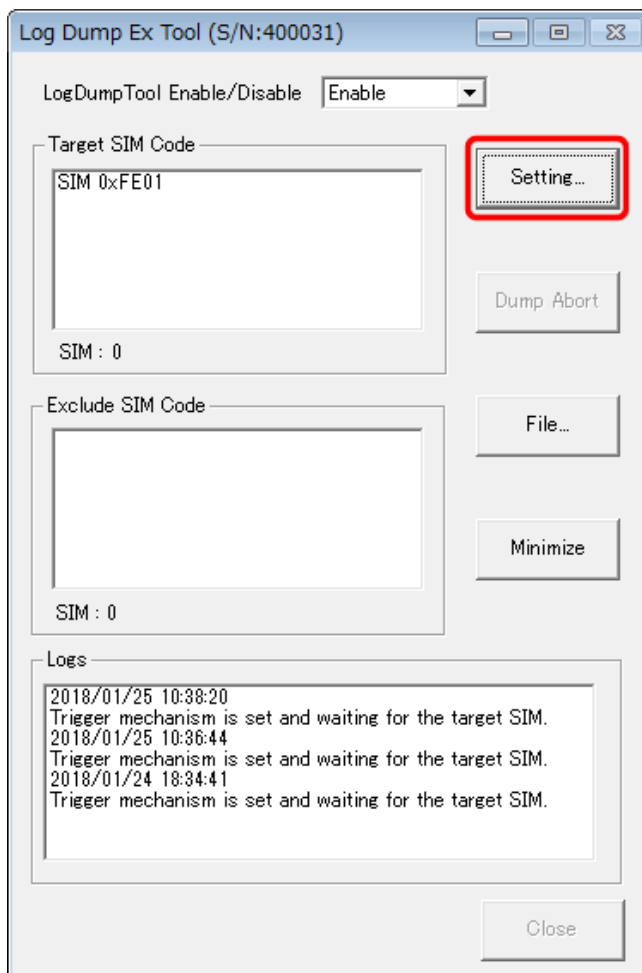 Log Dump Ex Tool (S/N:400031)
LogDumpTool Enable/Disable Enable
Target SIM Code
SIM 0xFE01
Setting...
SIM : 0
Dump Abort
Exclude SIM Code
File...
SIM : 0
Minimize
Logs
2018/01/25 10:38:20
Trigger mechanism is set and waiting for the target SIM.
2018/01/25 10:36:44
Trigger mechanism is set and waiting for the target SIM.
2018/01/24 18:34:41
Trigger mechanism is set and waiting for the target SIM.
Close